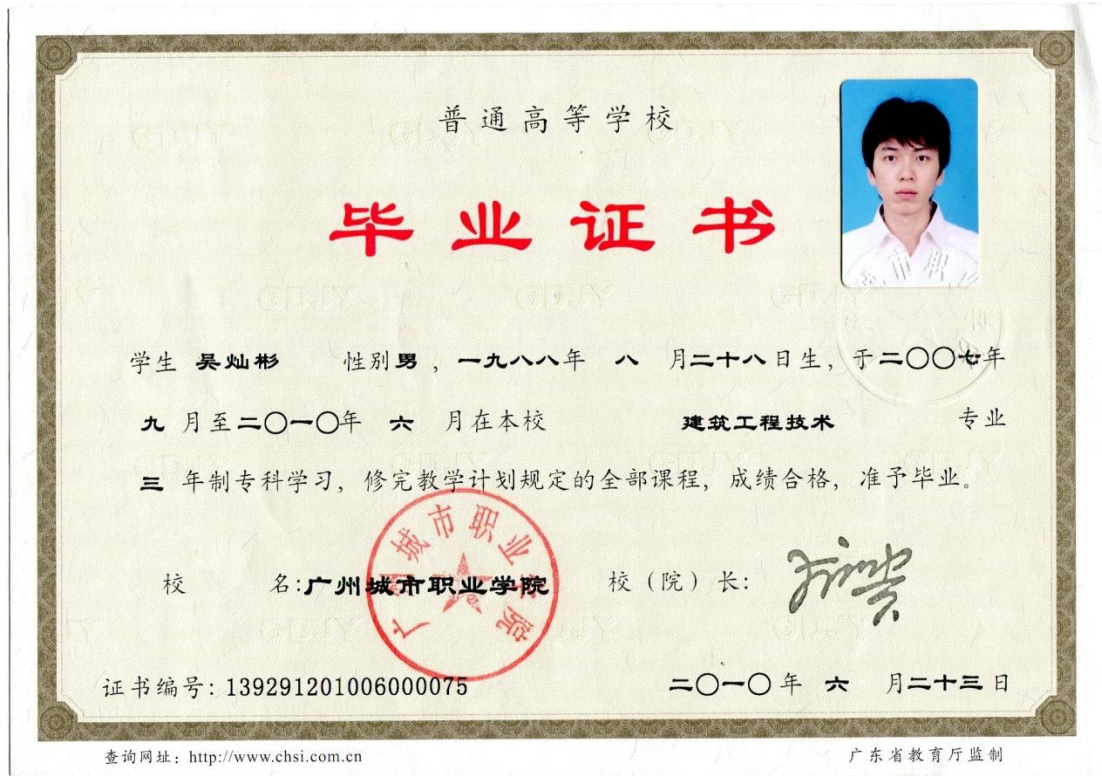 普通高等学校
毕业证书
学生 吴灿彬 性别男，一九八八年 八 月二十八日生，于二〇〇七年
九 月至二〇一〇年 六 月在本校 建筑工程技术 专业
三 年制专科学习，修完教学计划规定的全部课程，成绩合格，准予毕业。
校 名:广州城市职业学院 校（院）长:
广州城市职业学院
证书编号: 139291201006000075 二〇一〇年 六 月二十三日
查询网址：http://www.chsi.com.cn 广东省教育厅监制